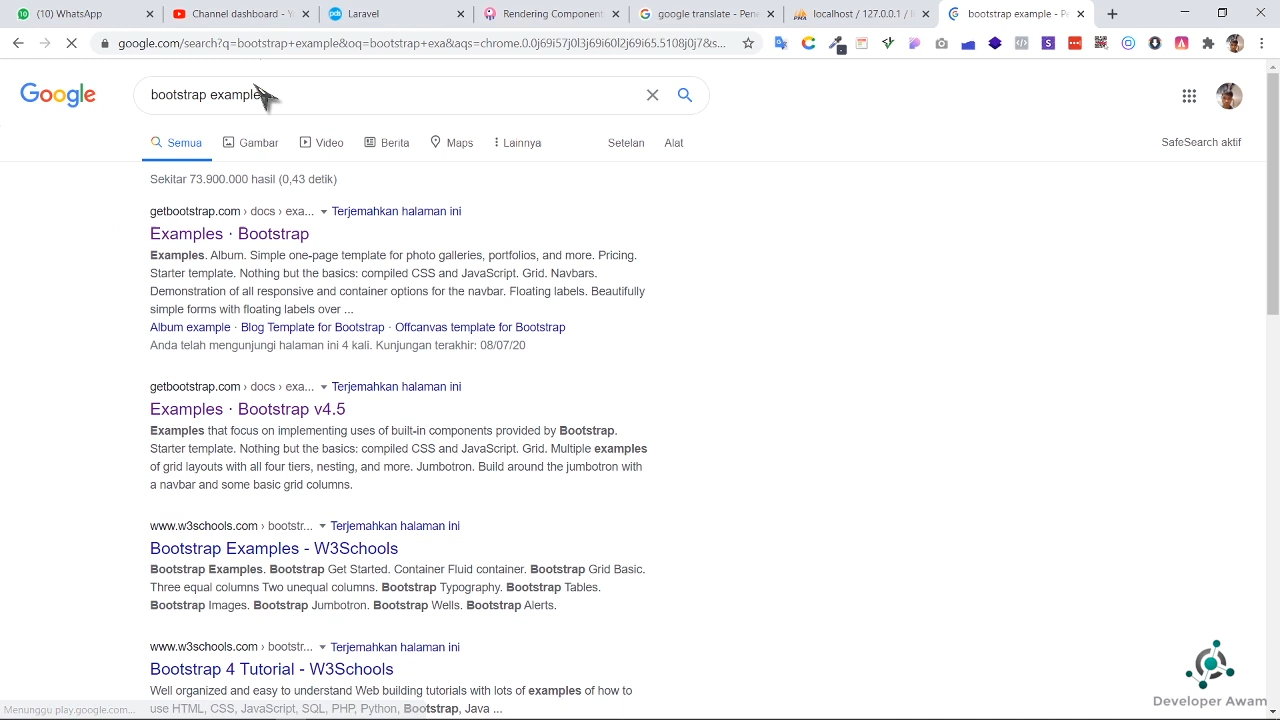 (10) WhatsApp
Channel dashboard - Y
Laravel
Rendering Component
google translate - Pene
localhost / 127.0.0.1 / l
bootstrap example - Pe
google.com/search?q=bootstrap+example&oq=bootstrap+exa&aqs=chrome.0.0j69i57j0l3j69i60l2j69i65.5108j0j7&s...
Google
bootstrap example
Semua
Gambar
Video
Berita
Maps
Lainnya
Setelan
Alat
SafeSearch aktif
Sekitar 73.900.000 hasil (0,43 detik)
getbootstrap.com › docs › exa... Terjemahkan halaman ini
Examples · Bootstrap
Examples. Album. Simple one-page template for photo galleries, portfolios, and more. Pricing.
Starter template. Nothing but the basics: compiled CSS and JavaScript. Grid. Navbars.
Demonstration of all responsive and container options for the navbar. Floating labels. Beautifully
simple forms with floating labels over ...
Album example · Blog Template for Bootstrap · Offcanvas template for Bootstrap
Anda telah mengunjungi halaman ini 4 kali. Kunjungan terakhir: 08/07/20
getbootstrap.com › docs › exa... Terjemahkan halaman ini
Examples · Bootstrap v4.5
Examples that focus on implementing uses of built-in components provided by Bootstrap.
Starter template. Nothing but the basics: compiled CSS and JavaScript. Grid. Multiple examples
of grid layouts with all four tiers, nesting, and more. Jumbotron. Build around the jumbotron with
a navbar and some basic grid columns.
www.w3schools.com › bootstr... Terjemahkan halaman ini
Bootstrap Examples - W3Schools
Bootstrap Examples. Bootstrap Get Started. Container Fluid container. Bootstrap Grid Basic.
Three equal columns Two unequal columns. Bootstrap Typography. Bootstrap Tables.
Bootstrap Images. Bootstrap Jumbotron. Bootstrap Wells. Bootstrap Alerts.
www.w3schools.com › bootstr... Terjemahkan halaman ini
Bootstrap 4 Tutorial - W3Schools
Well organized and easy to understand Web building tutorials with lots of examples of how to
use HTML, CSS, JavaScript, SQL, PHP, Python, Bootstrap, Java ...
Menunggu play.google.com...
Developer Awam